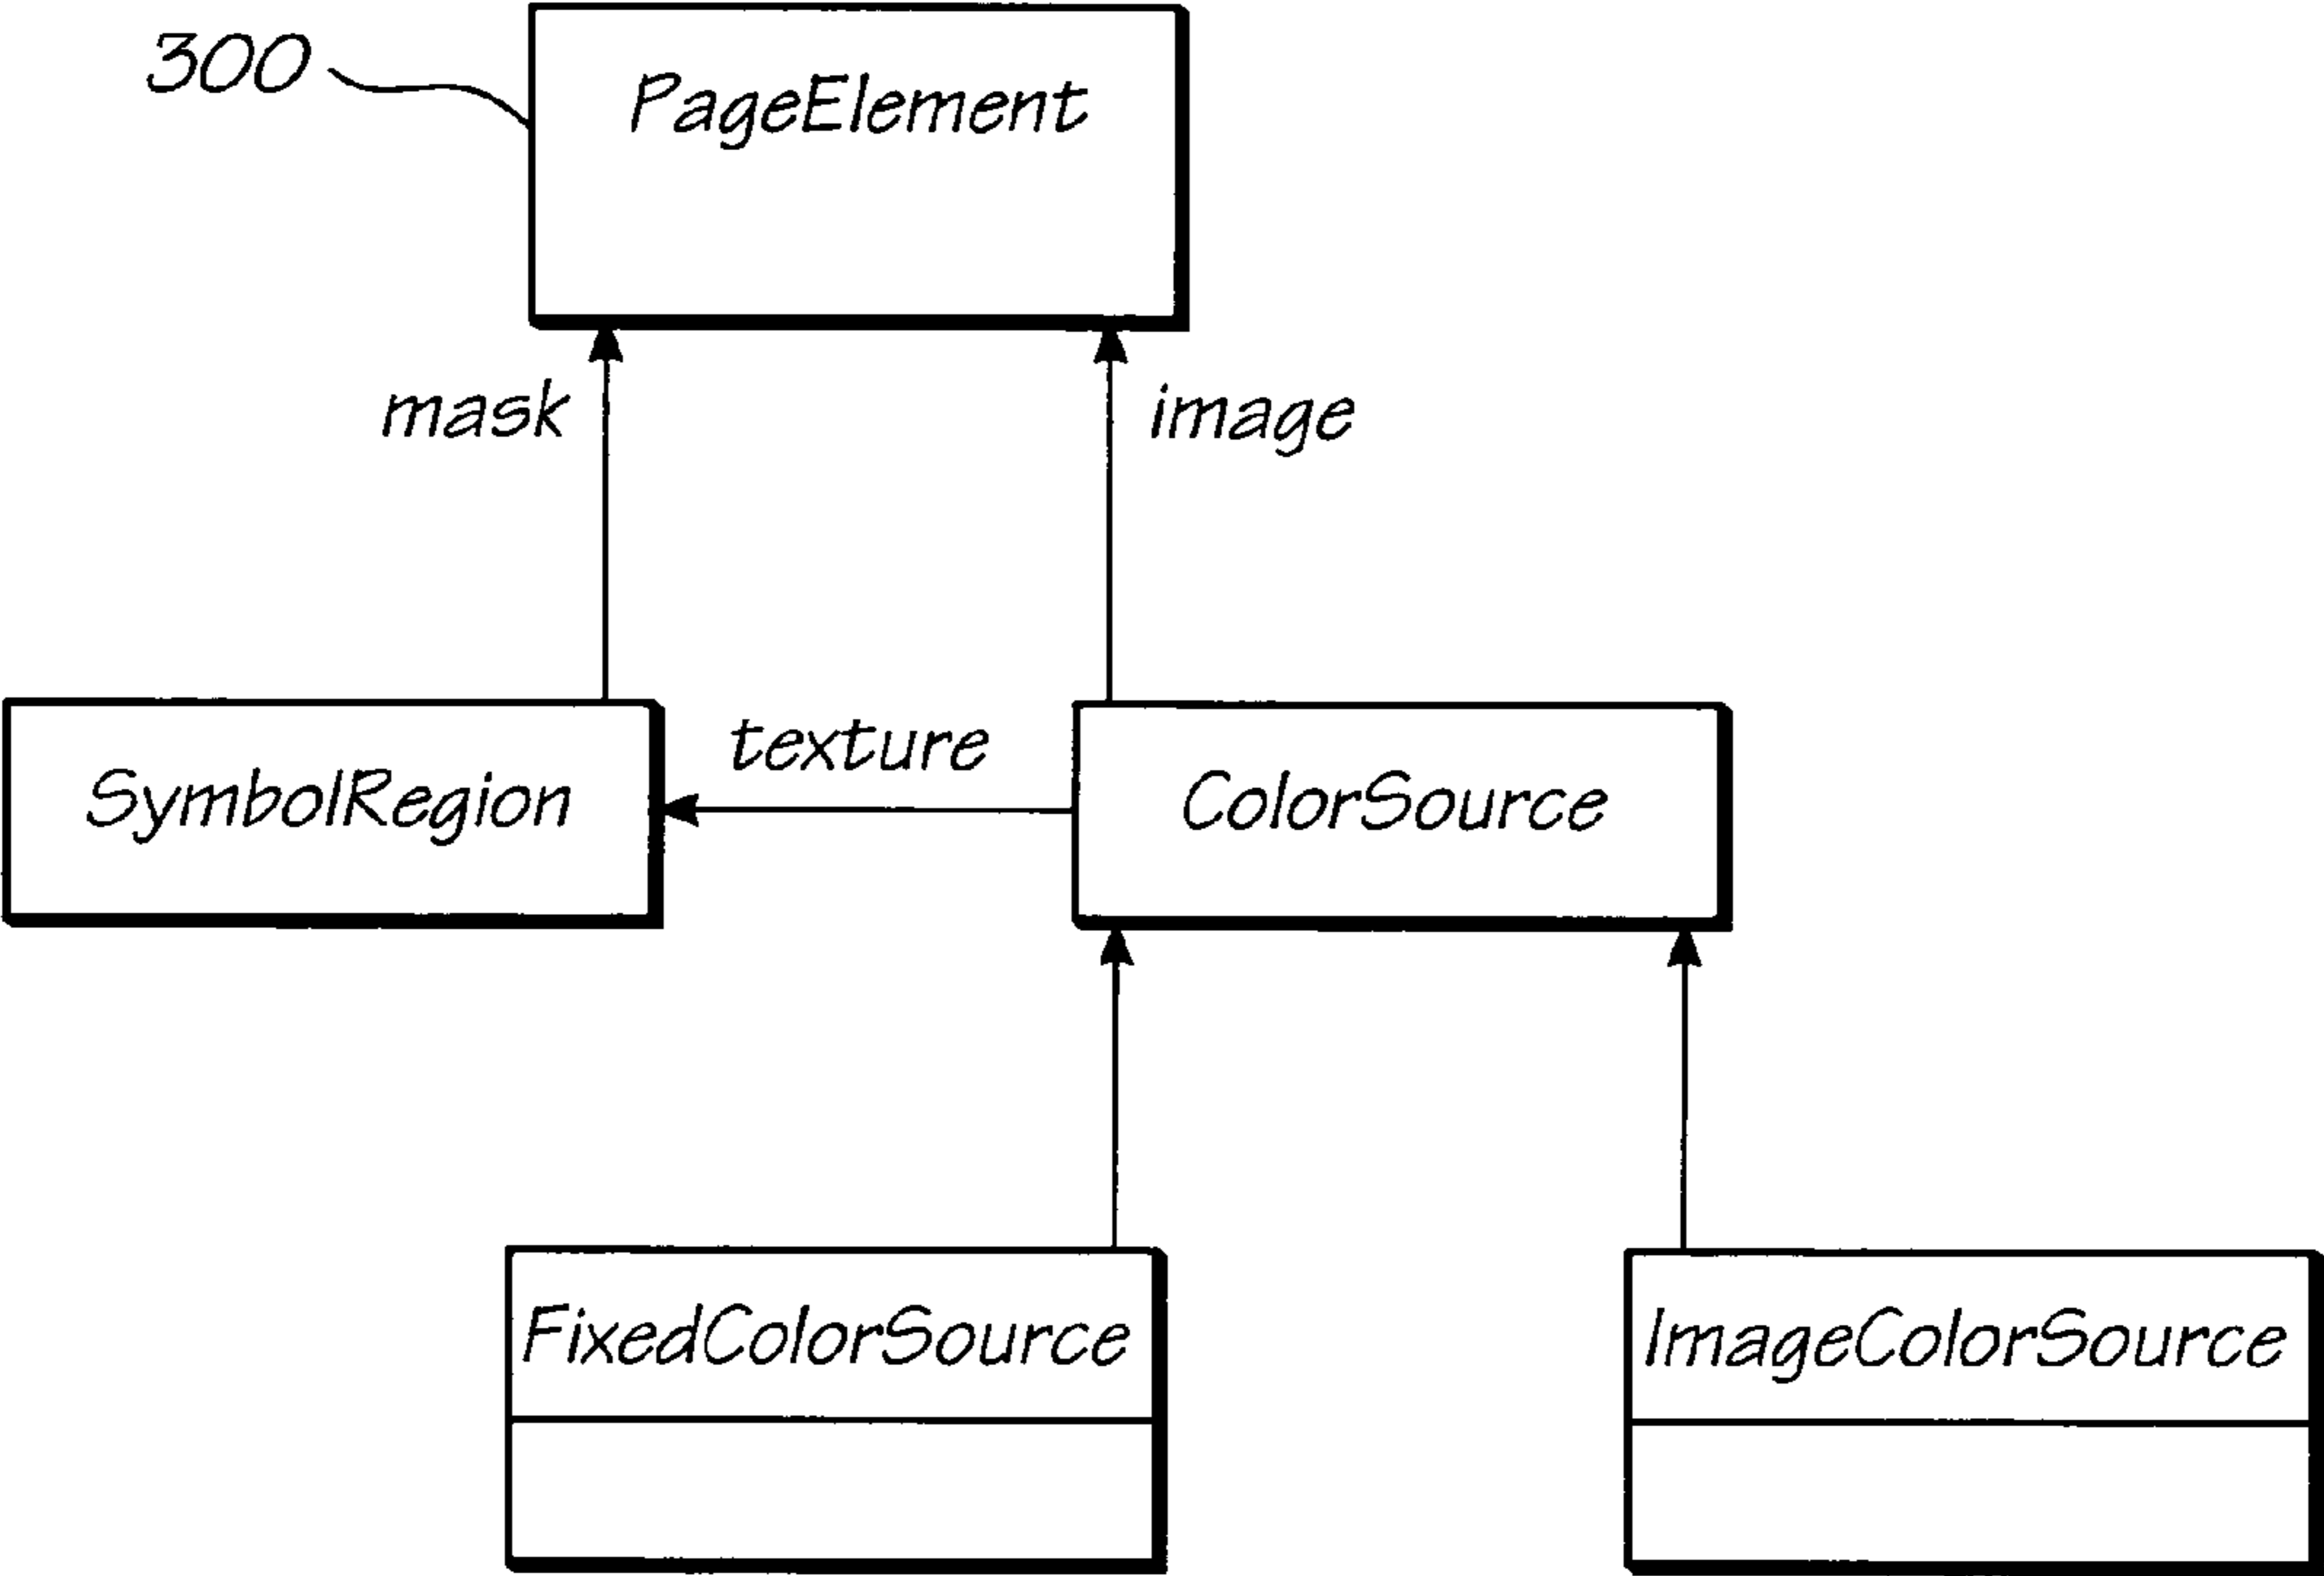 300
PageElement
mask
image
texture
SymbolRegion
ColorSource
FixedColorSource
ImageColorSource